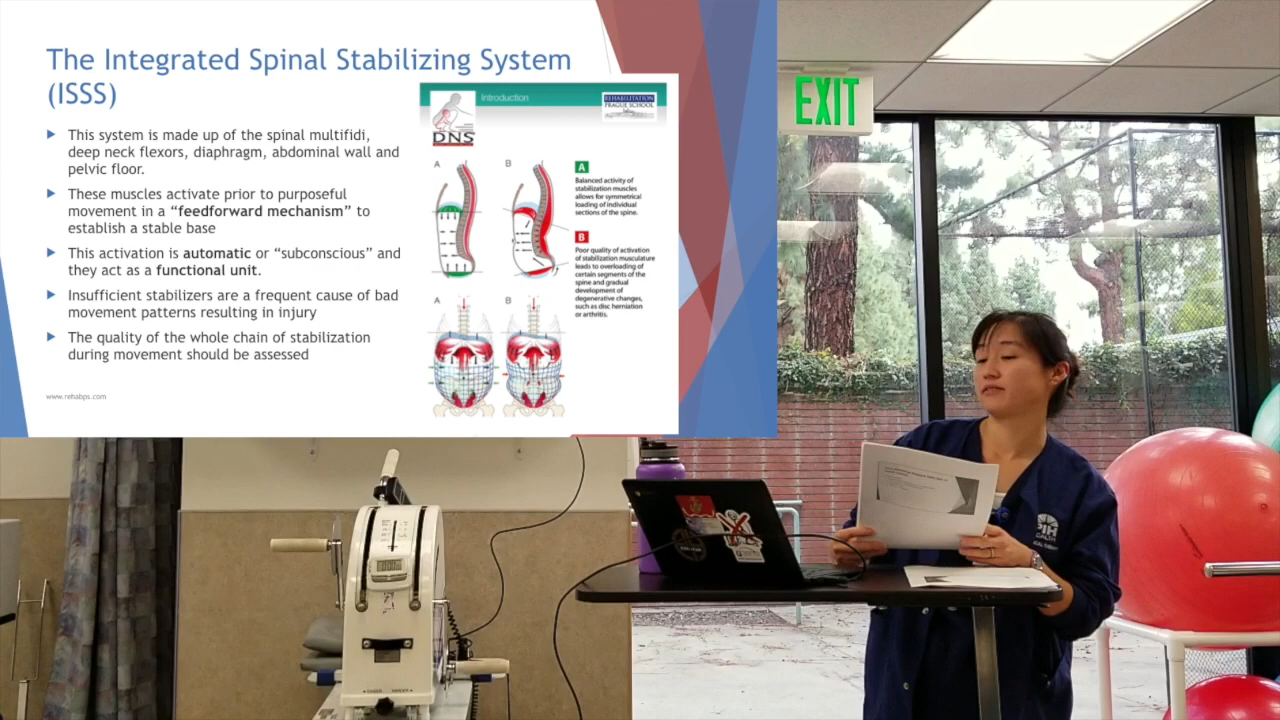 The Integrated Spinal Stabilizing System
(ISSS)
This system is made up of the spinal multifidi,
deep neck flexors, diaphragm, abdominal wall and
pelvic floor.
These muscles activate prior to purposeful
movement in a “feedforward mechanism” to
establish a stable base
This activation is automatic or “subconscious” and
they act as a functional unit.
Insufficient stabilizers are a frequent cause of bad
movement patterns resulting in injury
The quality of the whole chain of stabilization
during movement should be assessed
www.rehabps.com
Introduction
REHABILITATION
PRAGUE SCHOOL
DNS
A
B
A
Balanced activity of
stabilization muscles
allows for symmetrical
loading of individual
sections of the spine.
B
Poor quality of activation
of stabilization musculature
leads to overloading of
certain segments of the
spine and gradual
development of
degenerative changes,
such as disc herniation
or arthritis.
A
B
EXIT
PIH
HEALTH